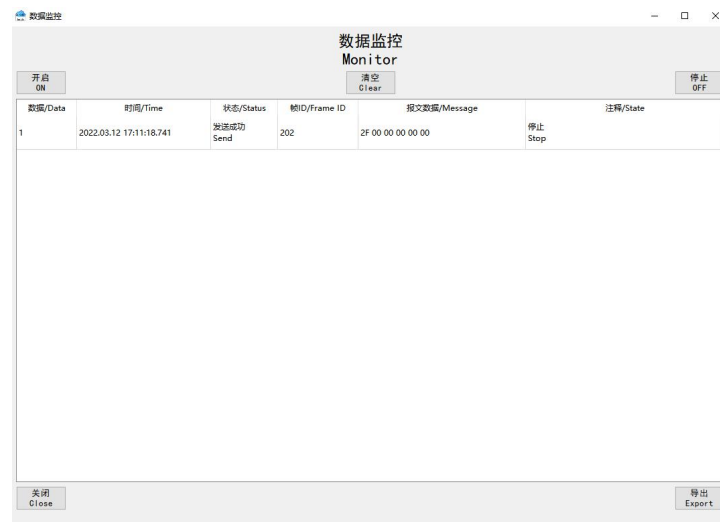 数据监控
数据监控
Monitor
开启
ON
清空
Clear
停止
OFF
数据/Data 时间/Time 状态/Status 帧ID/Frame ID 报文数据/Message 注释/State
1 2022.03.12 17:11:18.741 发送成功 Send 202 2F 00 00 00 00 00 停止 Stop
关闭
Close
导出
Export